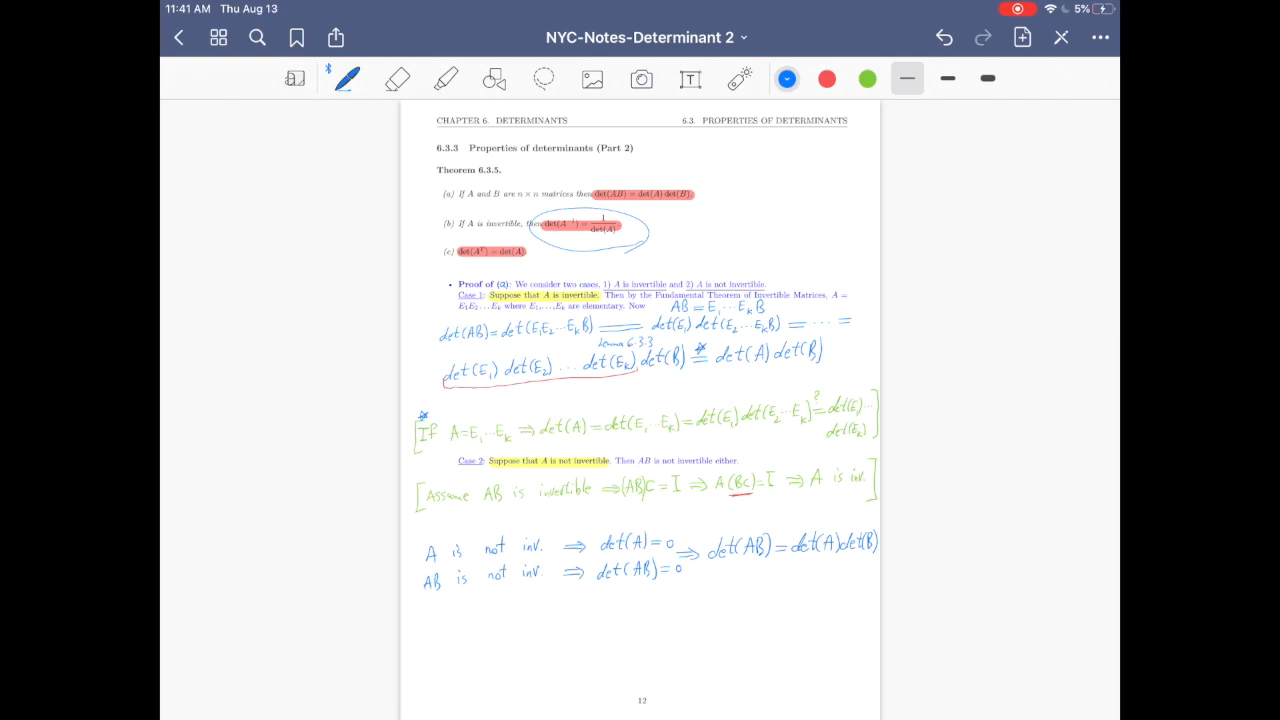 11:41 AM Thu Aug 13
5%
NYC-Notes-Determinant 2
T
CHAPTER 6. DETERMINANTS 6.3. PROPERTIES OF DETERMINANTS
6.3.3 Properties of determinants (Part 2)
Theorem 6.3.5.
(a) If A and B are n × n matrices then det(AB) = det(A) det(B).
(b) If A is invertible, then det(A⁻¹) = 1/det(A).
(c) det(Aᵀ) = det(A).
• Proof of (a): We consider two cases, 1) A is invertible and 2) A is not invertible.
Case 1: Suppose that A is invertible. Then by the Fundamental Theorem of Invertible Matrices, A =
E₁E₂…Eₖ where E₁,…,Eₖ are elementary. Now AB = E₁⋯EₖB
det(AB) = det(E₁E₂⋯EₖB) = det(E₁) det(E₂⋯EₖB) = ⋯ =
Lemma 6.3.3
det(E₁) det(E₂) … det(Eₖ) det(B) = det(A) det(B)
[If A=E₁⋯Eₖ ⇒ det(A) = det(E₁⋯Eₖ) = det(E₁) det(E₂⋯Eₖ) ?= det(E₁)⋯
det(Eₖ)]
Case 2: Suppose that A is not invertible. Then AB is not invertible either.
[Assume AB is invertible ⇒ (AB)C = I ⇒ A(BC) = I ⇒ A is inv.]
A is not inv. ⇒ det(A) = 0 ⇒ det(AB) = det(A)det(B)
AB is not inv. ⇒ det(AB) = 0
12